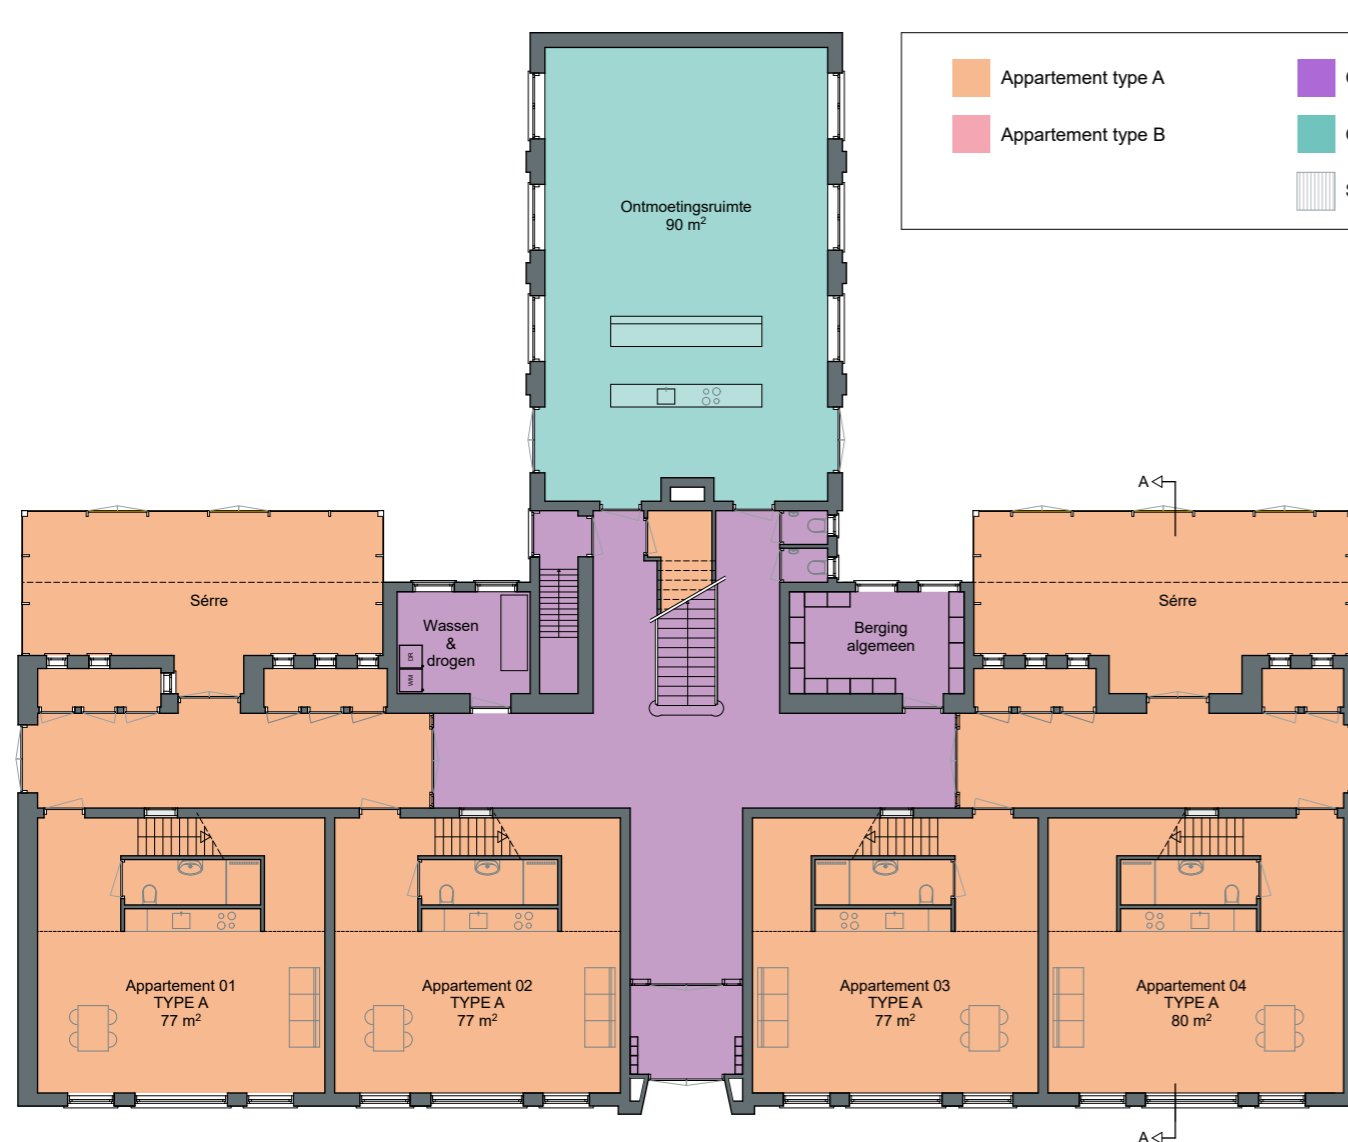 Appartement type A
Appartement type B
Ontmoetingsruimte
90 m²
A
Sérre
Wassen
&
drogen
DR
WM
Berging
algemeen
Sérre
Appartement 01
TYPE A
77 m²
Appartement 02
TYPE A
77 m²
Appartement 03
TYPE A
77 m²
Appartement 04
TYPE A
80 m²
A